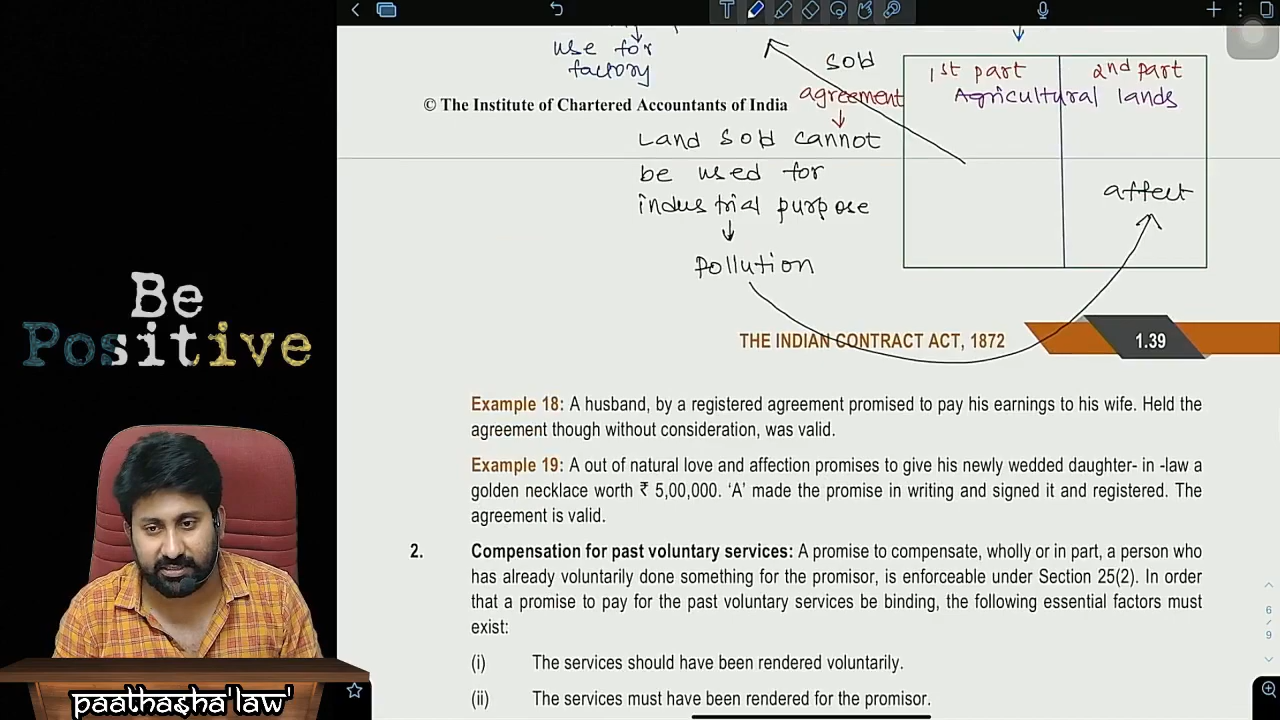 use for
factory
sold
agreement
1st part
2nd part
Agricultural lands
© The Institute of Chartered Accountants of India
Land sold cannot
be used for
industrial purpose
Pollution
affect
Be
Positive
THE INDIAN CONTRACT ACT, 1872
1.39
Example 18: A husband, by a registered agreement promised to pay his earnings to his wife. Held the
agreement though without consideration, was valid.
Example 19: A out of natural love and affection promises to give his newly wedded daughter- in -law a
golden necklace worth ₹ 5,00,000. ‘A’ made the promise in writing and signed it and registered. The
agreement is valid.
2. Compensation for past voluntary services: A promise to compensate, wholly or in part, a person who
has already voluntarily done something for the promisor, is enforceable under Section 25(2). In order
that a promise to pay for the past voluntary services be binding, the following essential factors must
exist:
(i) The services should have been rendered voluntarily.
(ii) The services must have been rendered for the promisor.
6
/
9
paathasha'law'